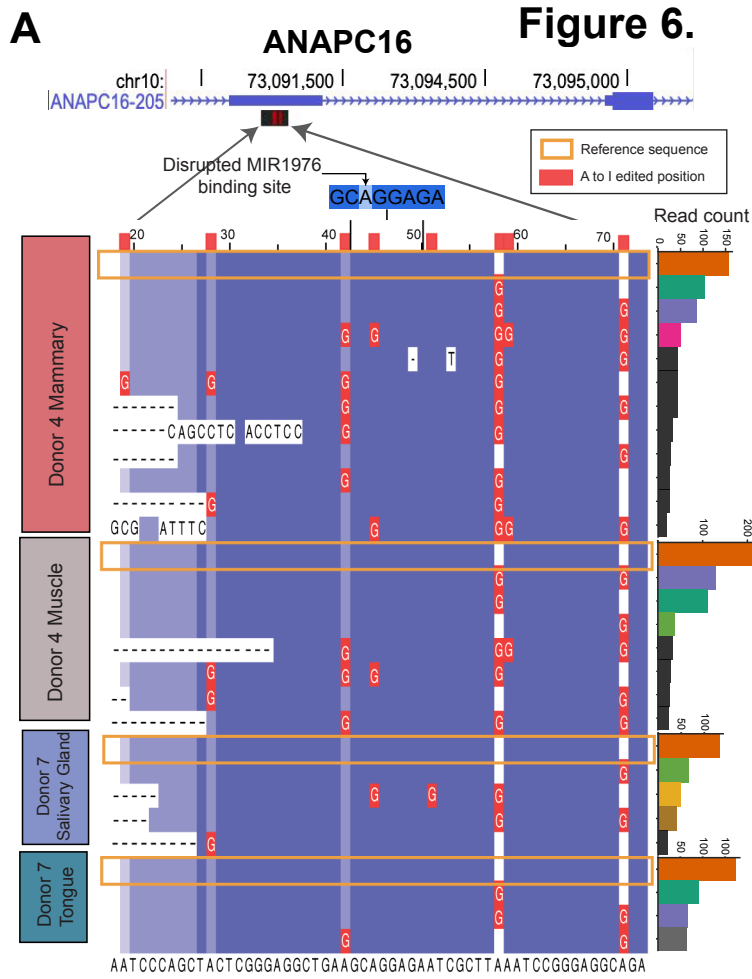 A
Figure 6.
ANAPC16
chr10: 73,091,500 73,094,500 73,095,000
ANAPC16-205
Reference sequence
A to I edited position
Disrupted MIR1976
binding site
GCAGGAGA
Read count
20 30 40 50 60 70
0 50 100 150
Donor 4 Mammary
G
G G
G G GG G
- T G G
G G G G
------- G G G
------ CAGCCTC ACCTCC G G
------- G
G G
---------- G G
GCG ATTTC G GG G
Donor 4 Muscle
100 200
G G
G
G
----------------- G GG G
G G G G
-- G G G
---------- G G G
Donor 7
Salivary Gland
50 100
G
----- G G G
---- G G
--------- G
Donor 7
Tongue
50 100
G
G G
G G
AATCCCAGCTACTCGGGAGGCTGAAGCAGGAGAATCGCTTAAATCCGGGAGGCAGA